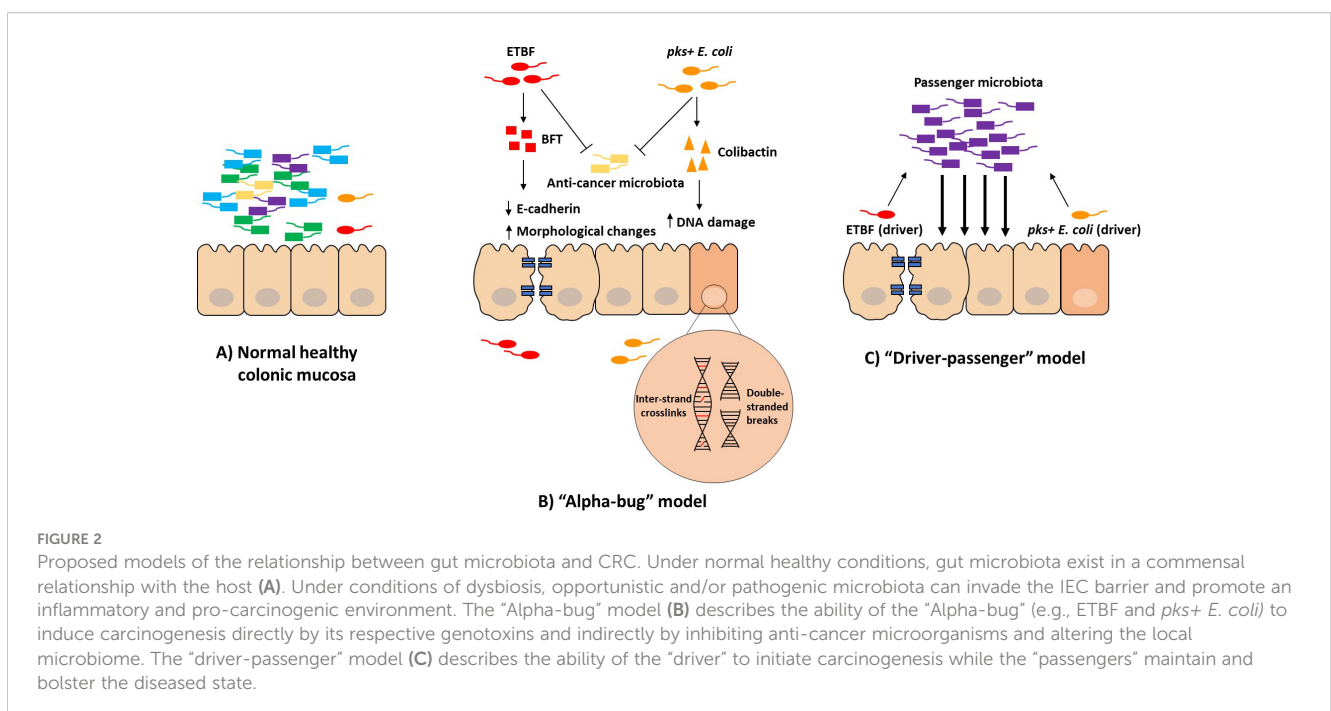 ETBF
pks+ E. coli
BFT
Colibactin
Anti-cancer microbiota
E-cadherin
Morphological changes
DNA damage
Inter-strand
crosslinks
Double-
stranded
breaks
A) Normal healthy
colonic mucosa
B) “Alpha-bug” model
Passenger microbiota
ETBF (driver)
pks+ E. coli (driver)
C) “Driver-passenger” model
FIGURE 2
Proposed models of the relationship between gut microbiota and CRC. Under normal healthy conditions, gut microbiota exist in a commensal
relationship with the host (A). Under conditions of dysbiosis, opportunistic and/or pathogenic microbiota can invade the IEC barrier and promote an
inflammatory and pro-carcinogenic environment. The “Alpha-bug” model (B) describes the ability of the “Alpha-bug” (e.g., ETBF and pks+ E. coli) to
induce carcinogenesis directly by its respective genotoxins and indirectly by inhibiting anti-cancer microorganisms and altering the local
microbiome. The “driver-passenger” model (C) describes the ability of the “driver” to initiate carcinogenesis while the “passengers” maintain and
bolster the diseased state.